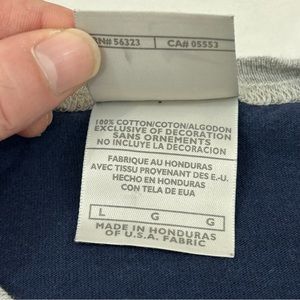 RN# 56323 CA# 05553
100% COTTON/COTON/ALGODON
EXCLUSIVE OF DECORATION
SANS ORNEMENTS
NO INCLUYE LA DECORACION
FABRIQUE AU HONDURAS
AVEC TISSU PROVENANT DES E.-U.
HECHO EN HONDURAS
CON TELA DE EUA
L G G
MADE IN HONDURAS
OF U.S.A. FABRIC